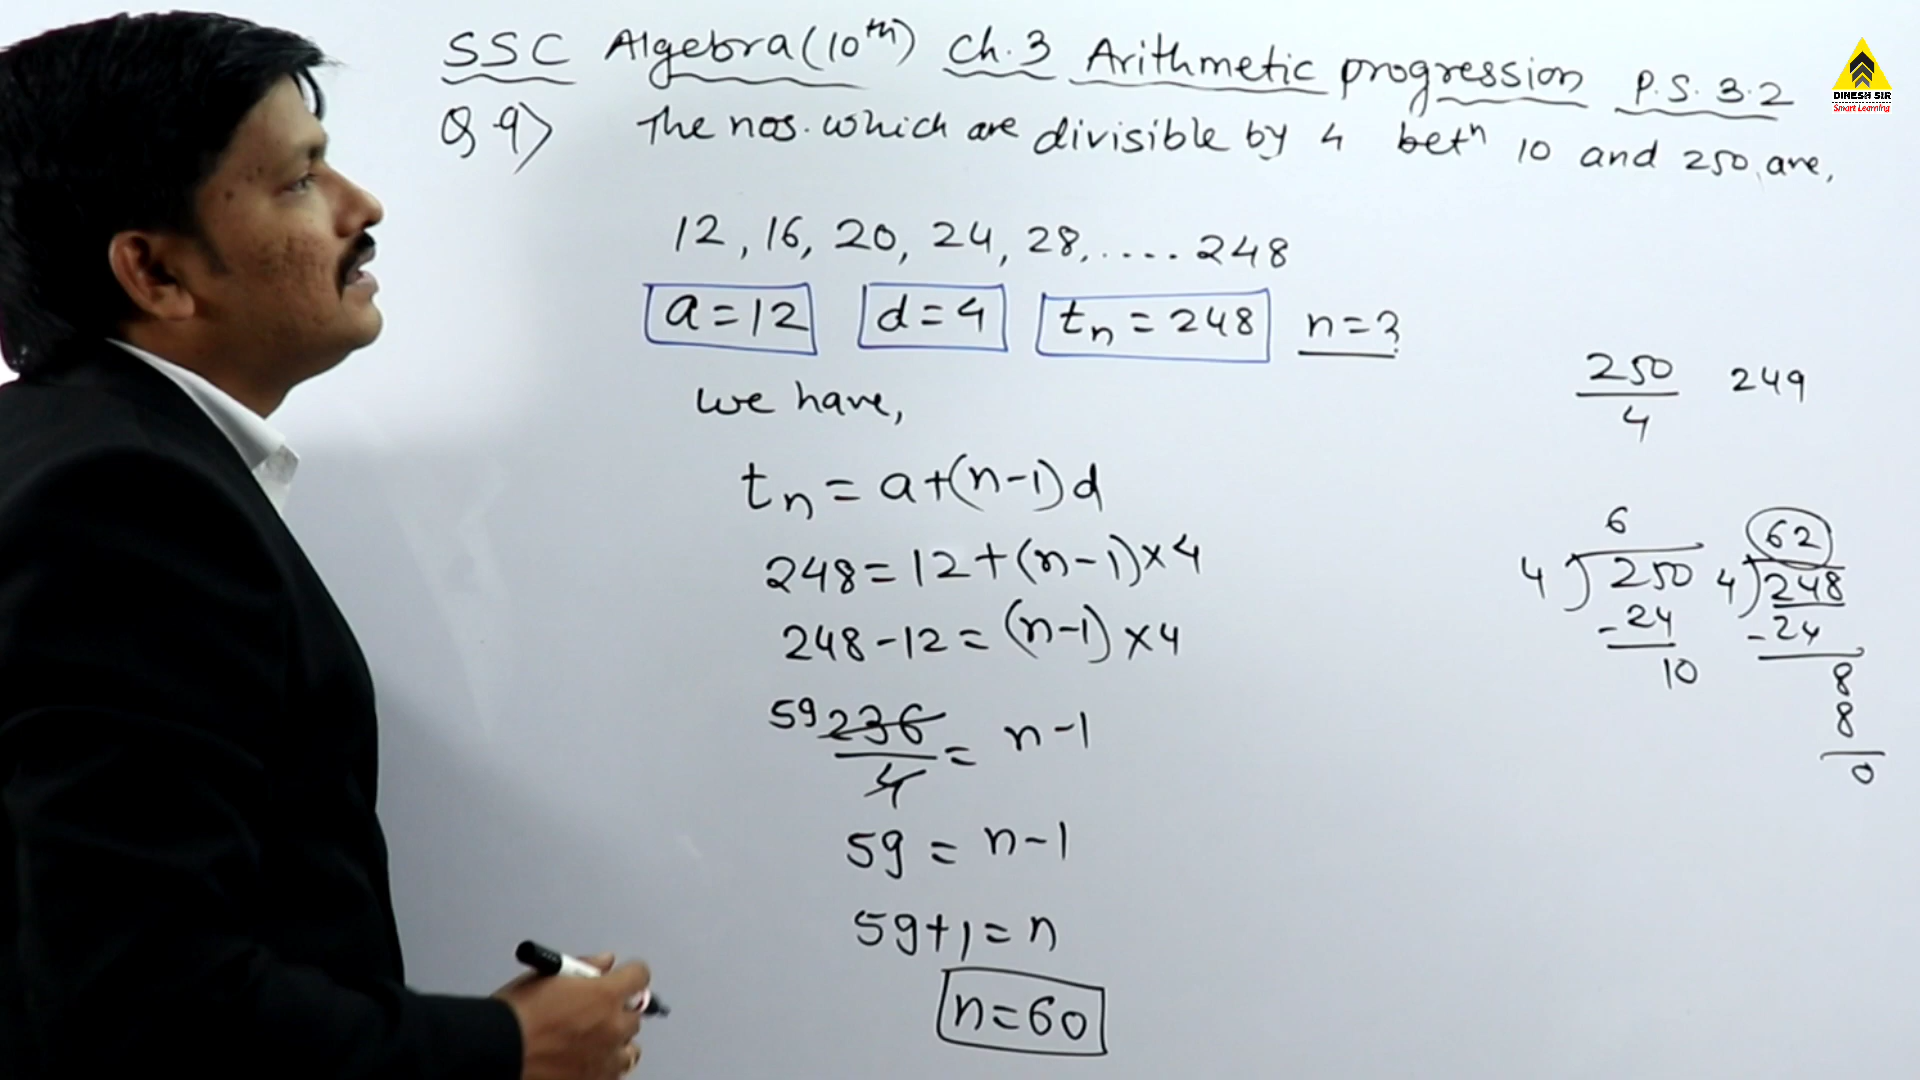 SSC Algebra (10th) Ch.3 Arithmetic progression P.S. 3.2
Q 9> The nos. which are divisible by 4 betn 10 and 250, are,
12, 16, 20, 24, 28, .... 248
a=12 d=4 tn = 248 n=?
we have,
tn = a+(n-1)d
248=12+(n-1)×4
248-12=(n-1)×4
59 236/4 = n-1
59 = n-1
59+1=n
n=60
250/4 249
6
4)250
-24
10
62
4)248
-24
8
8
0
DINESH SIR
Smart Learning